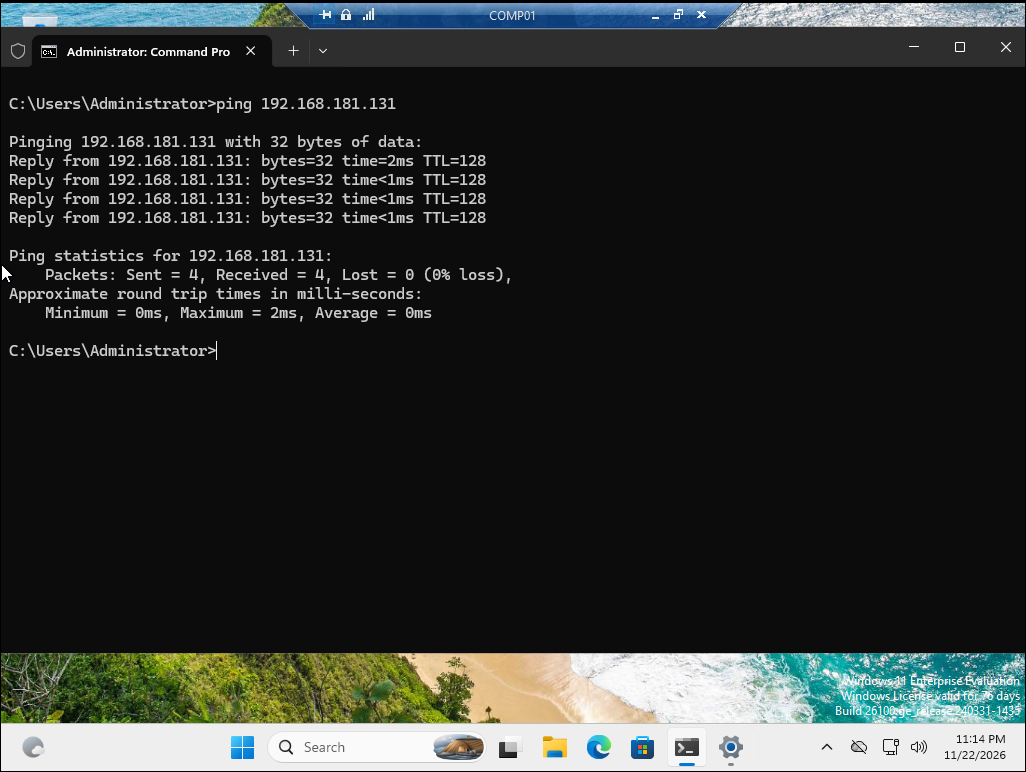 COMP01
Administrator: Command Pro
C:\Users\Administrator>ping 192.168.181.131
Pinging 192.168.181.131 with 32 bytes of data:
Reply from 192.168.181.131: bytes=32 time=2ms TTL=128
Reply from 192.168.181.131: bytes=32 time<1ms TTL=128
Reply from 192.168.181.131: bytes=32 time<1ms TTL=128
Reply from 192.168.181.131: bytes=32 time<1ms TTL=128
Ping statistics for 192.168.181.131:
Packets: Sent = 4, Received = 4, Lost = 0 (0% loss),
Approximate round trip times in milli-seconds:
Minimum = 0ms, Maximum = 2ms, Average = 0ms
C:\Users\Administrator>
Windows 11 Enterprise Evaluation
Windows License valid for 76 days
Build 26100.ge_release.240331-1435
Search
11:14 PM
11/22/2026